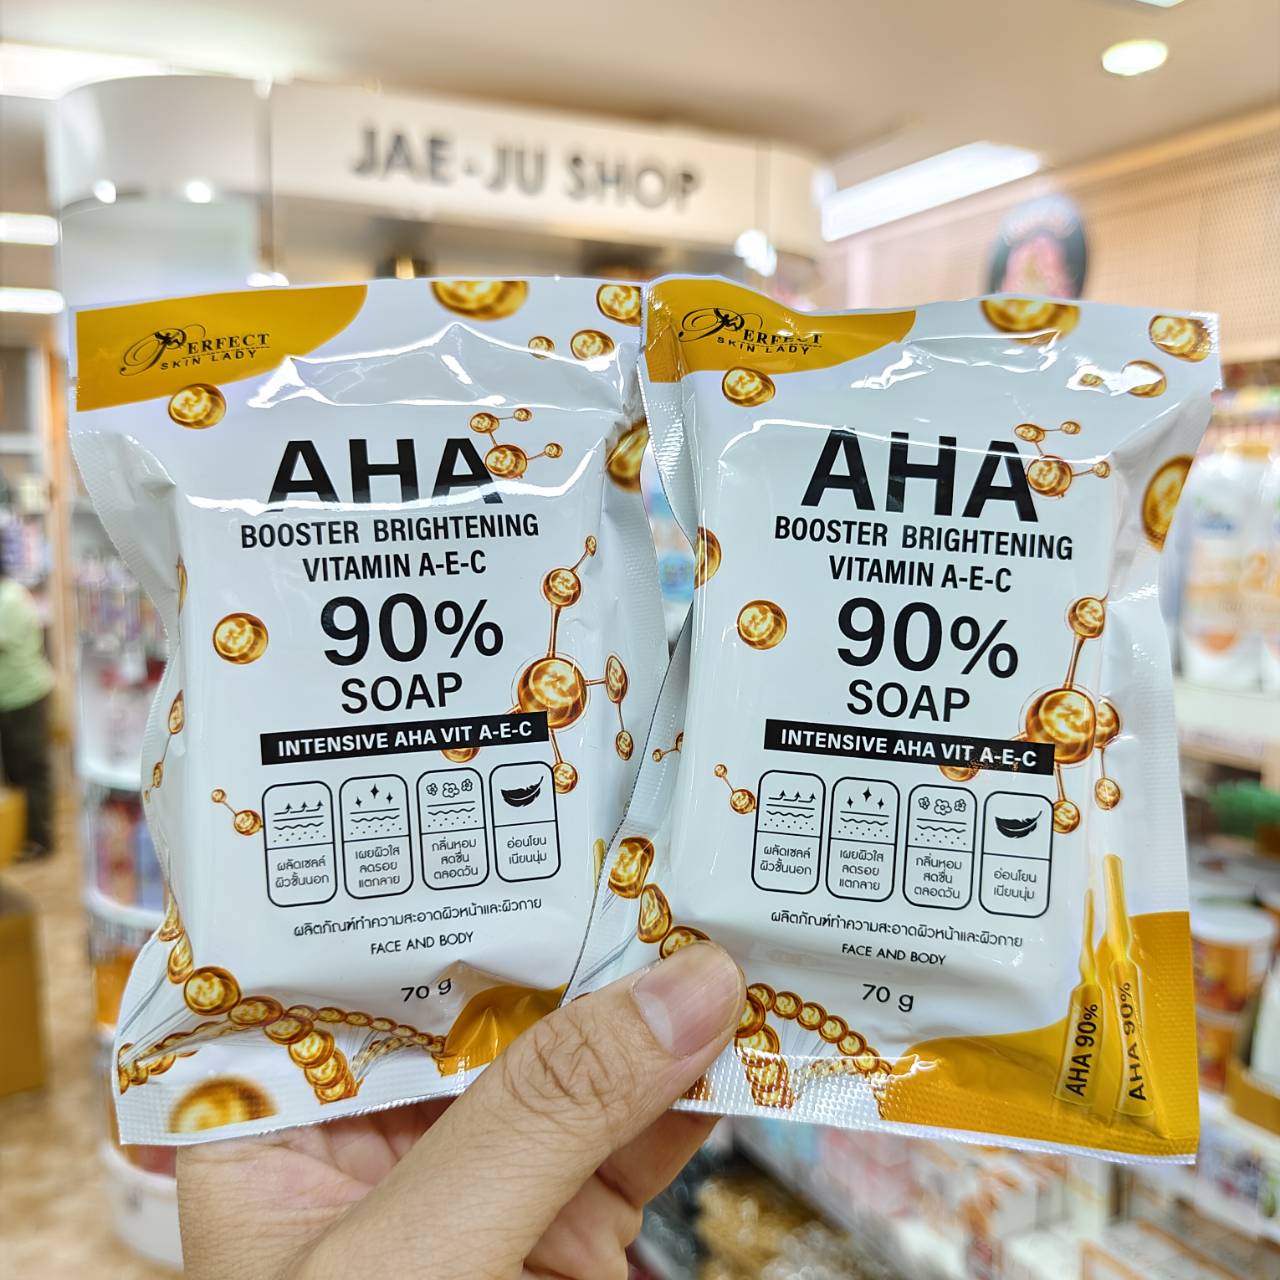 JAE-JU SHOP
PERFECT
SKIN LADY
AHA
BOOSTER BRIGHTENING
VITAMIN A-E-C
90%
SOAP
INTENSIVE AHA VIT A-E-C
ผลัดเซลล์
ผิวชั้นนอก
เผยผิวใส
ลดรอย
แตกลาย
กลิ่นหอม
สดชื่น
ตลอดวัน
อ่อนโยน
เนียนนุ่ม
ผลิตภัณฑ์ทำความสะอาดผิวหน้าและผิวกาย
FACE AND BODY
70 g
PERFECT
SKIN LADY
AHA
BOOSTER BRIGHTENING
VITAMIN A-E-C
90%
SOAP
INTENSIVE AHA VIT A-E-C
ผลัดเซลล์
ผิวชั้นนอก
เผยผิวใส
ลดรอย
แตกลาย
กลิ่นหอม
สดชื่น
ตลอดวัน
อ่อนโยน
เนียนนุ่ม
ผลิตภัณฑ์ทำความสะอาดผิวหน้าและผิวกาย
FACE AND BODY
70 g
AHA 90%
AHA 90%